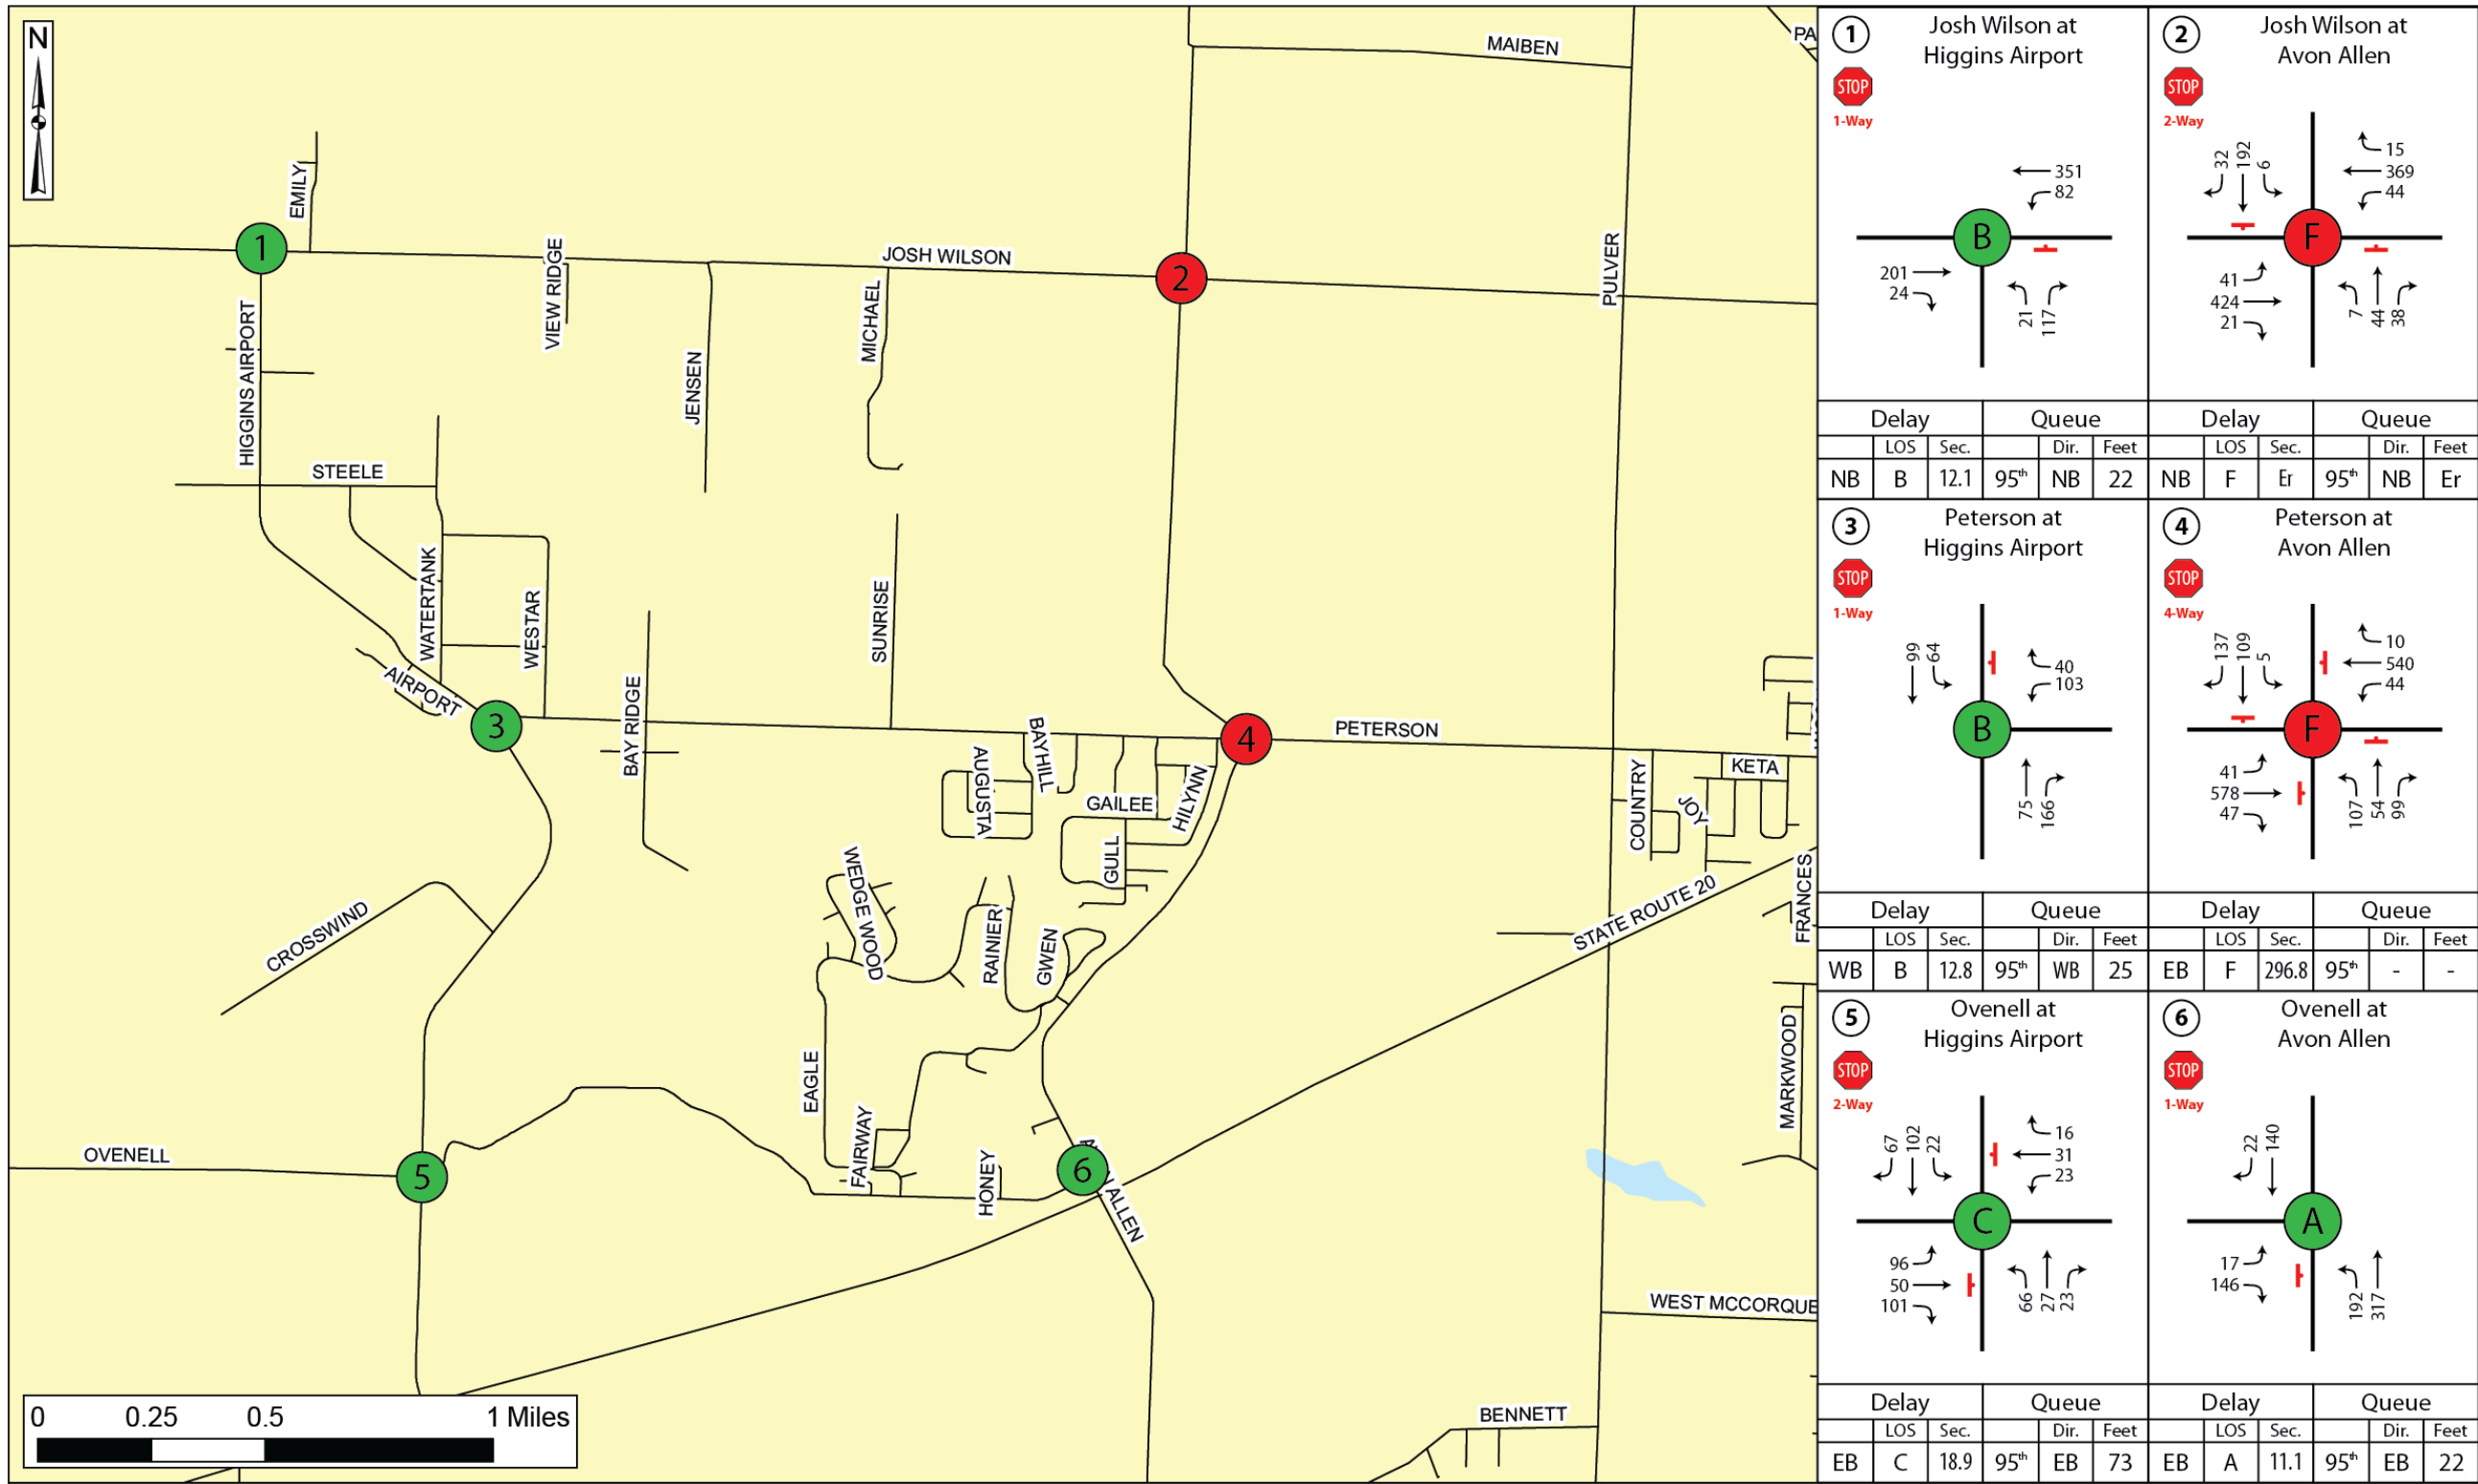 N
MAIBEN
PA
EMILY
1
JOSH WILSON
2
VIEW RIDGE
PULVER
HIGGINS AIRPORT
MICHAEL
JENSEN
STEELE
WATERTANK
WESTAR
SUNRISE
AIRPORT
3
BAY RIDGE
BAYHILL
4
PETERSON
AUGUSTA
KETA
GAILEE
HILYNN
COUNTRY
JOY
GULL
WEDGE WOOD
FRANCES
STATE ROUTE 20
CROSSWIND
RAINIER
GWEN
MARKWOOD
EAGLE
FAIRWAY
OVENELL
5
HONEY
6
ALLEN
WEST MCCORQUE
BENNETT
0 0.25 0.5 1 Miles
1
Josh Wilson at
Higgins Airport
STOP
1-Way
351
82
B
201
24
21 117
Delay Queue
LOS Sec. Dir. Feet
NB B 12.1 95th NB 22
2
Josh Wilson at
Avon Allen
STOP
2-Way
32 192 6
15
369
44
F
41
424
21
7 44 38
Delay Queue
LOS Sec. Dir. Feet
NB F Er 95th NB Er
3
Peterson at
Higgins Airport
STOP
1-Way
99 64
40
103
B
75 166
Delay Queue
LOS Sec. Dir. Feet
WB B 12.8 95th WB 25
4
Peterson at
Avon Allen
STOP
4-Way
137 109 5
10
540
44
F
41
578
47
107 54 99
Delay Queue
LOS Sec. Dir. Feet
EB F 296.8 95th - -
5
Ovenell at
Higgins Airport
STOP
2-Way
67 102 22
16
31
23
C
96
50
101
66 27 23
Delay Queue
LOS Sec. Dir. Feet
EB C 18.9 95th EB 73
6
Ovenell at
Avon Allen
STOP
1-Way
22 140
A
17
146
192 317
Delay Queue
LOS Sec. Dir. Feet
EB A 11.1 95th EB 22